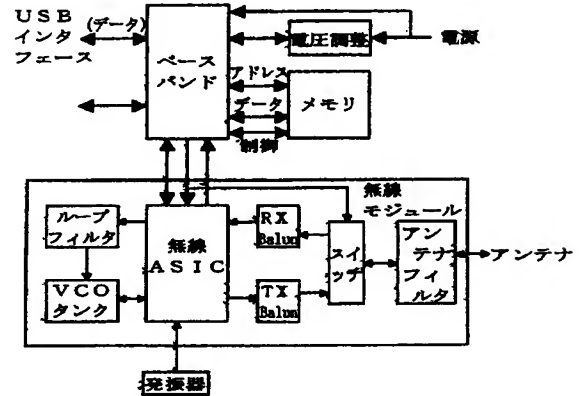 USB
インタ
フェース
(データ)
ベース
バンド
電圧調整
電源
アドレス
データ
制御
メモリ
無線
モジュール
ループ
フィルタ
VCO
タンク
無線
ASIC
RX
Balun
TX
Balun
スイ
ッチ
アン
テナ
フィ
ルタ
アンテナ
発振器